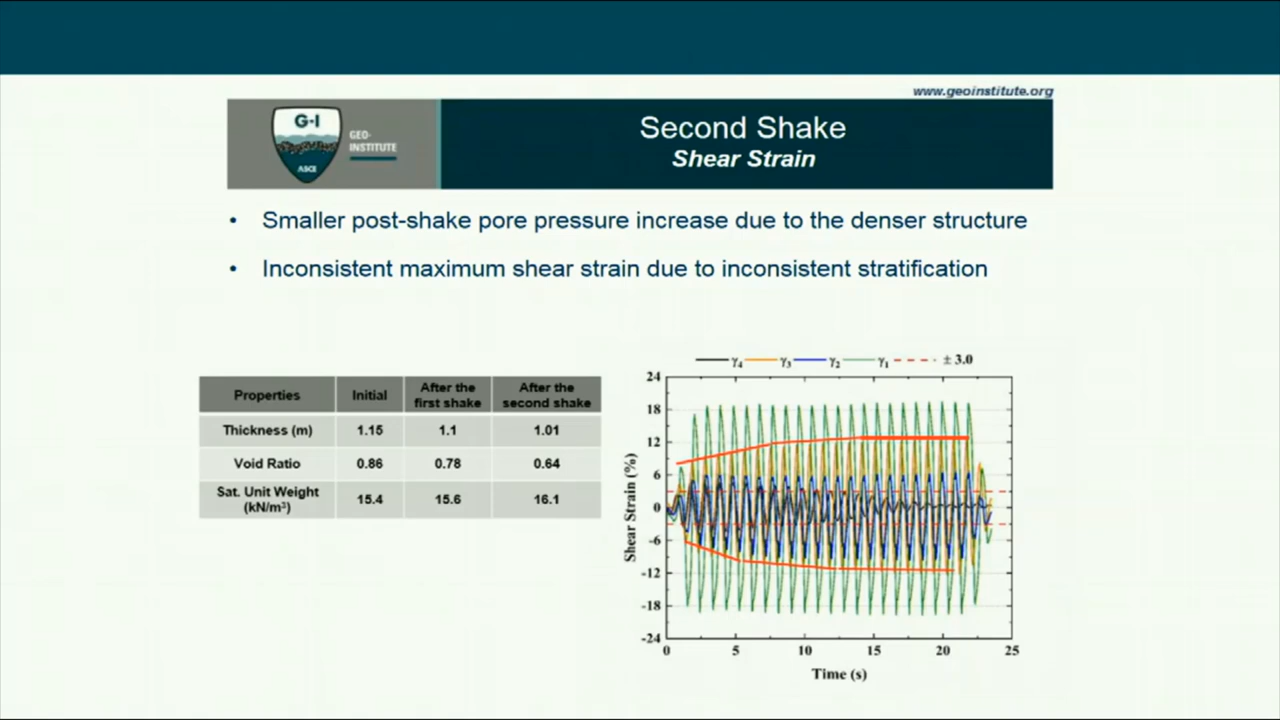 www.geoinstitute.org
G-I
GEO-
INSTITUTE
ASCE
Second Shake
Shear Strain
• Smaller post-shake pore pressure increase due to the denser structure
• Inconsistent maximum shear strain due to inconsistent stratification
Properties Initial After the first shake After the second shake
Thickness (m) 1.15 1.1 1.01
Void Ratio 0.86 0.78 0.64
Sat. Unit Weight (kN/m³) 15.4 15.6 16.1
γ₄ γ₃ γ₂ γ₁ ± 3.0
24
18
12
6
0
-6
-12
-18
-24
Shear Strain (%)
0 5 10 15 20 25
Time (s)